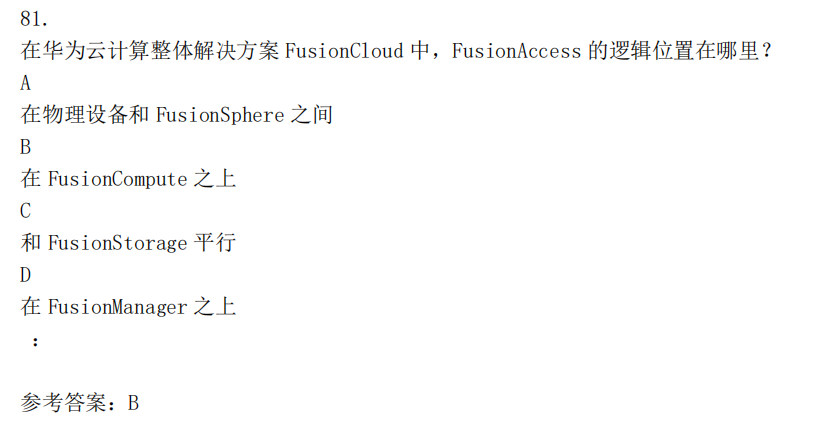 81.
在华为云计算整体解决方案 FusionCloud 中，FusionAccess 的逻辑位置在哪里？
A
在物理设备和 FusionSphere 之间
B
在 FusionCompute 之上
C
和 FusionStorage 平行
D
在 FusionManager 之上
：
参考答案：B